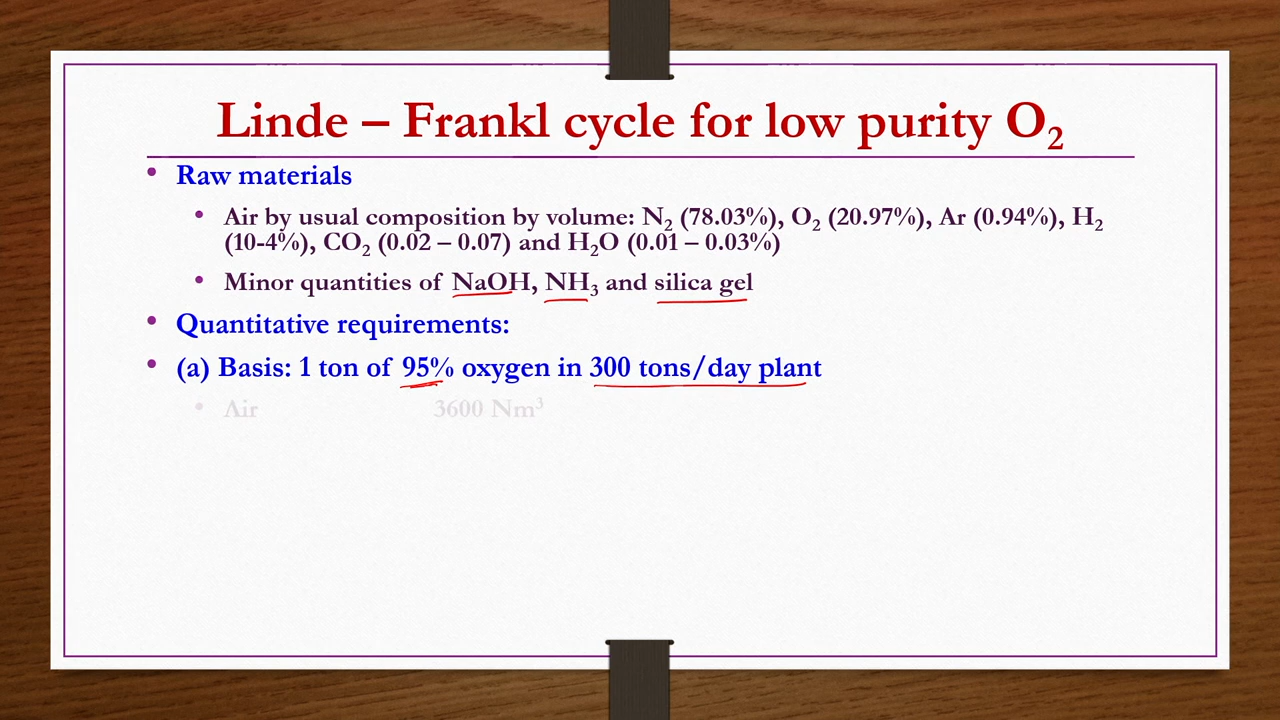 Linde – Frankl cycle for low purity O₂
• Raw materials
• Air by usual composition by volume: N₂ (78.03%), O₂ (20.97%), Ar (0.94%), H₂
(10-4%), CO₂ (0.02 – 0.07) and H₂O (0.01 – 0.03%)
• Minor quantities of NaOH, NH₃ and silica gel
• Quantitative requirements:
• (a) Basis: 1 ton of 95% oxygen in 300 tons/day plant
• Air 3600 Nm³